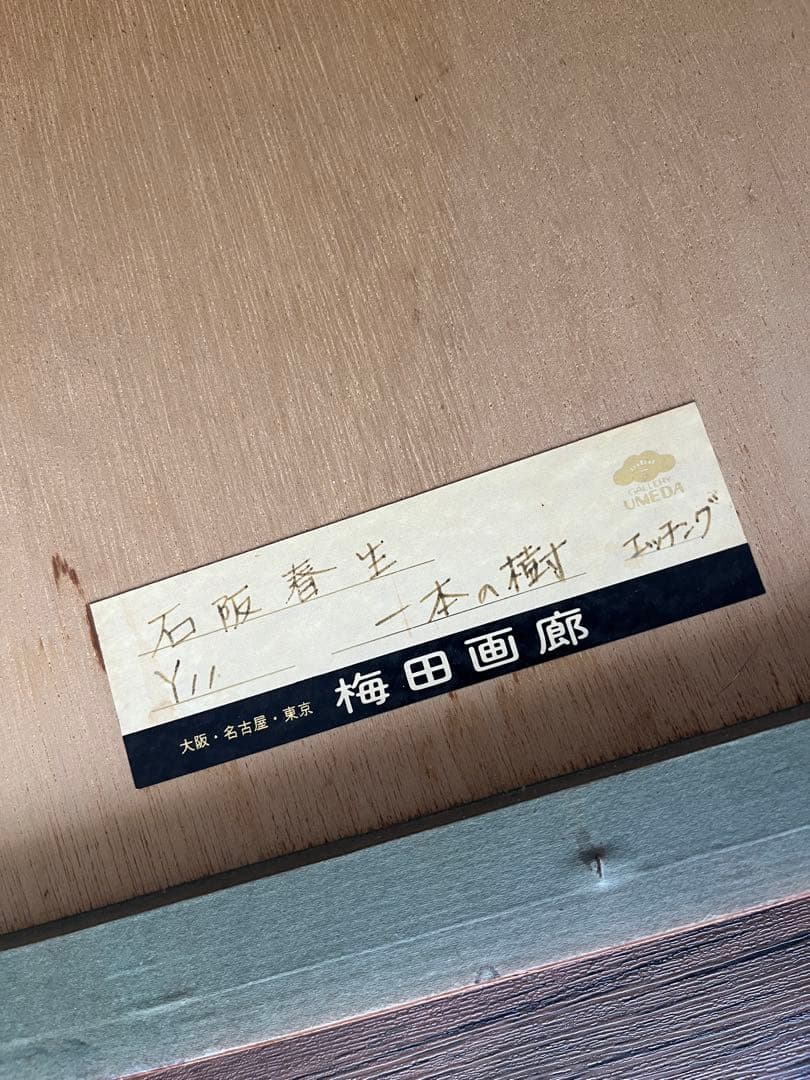 GALLERY
UMEDA
石阪春生
一本の樹 エッチング
Y11
大阪・名古屋・東京 梅田画廊